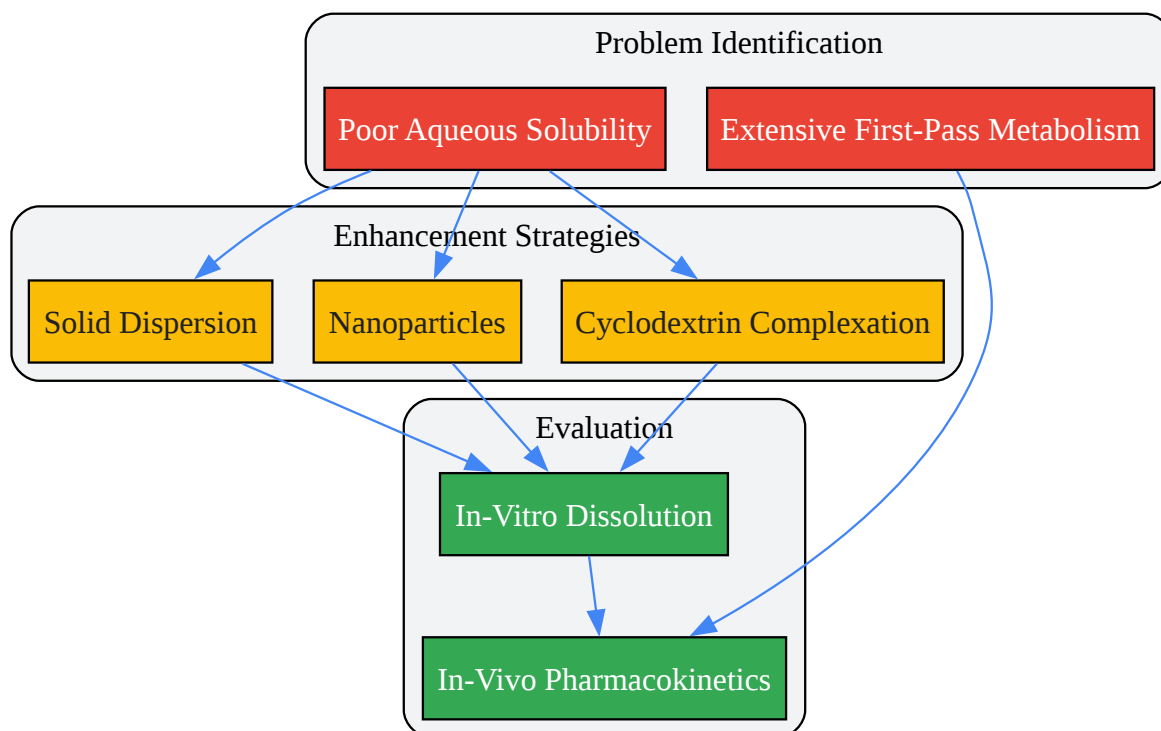 Problem Identification
Poor Aqueous Solubility
Extensive First-Pass Metabolism
Enhancement Strategies
Solid Dispersion
Nanoparticles
Cyclodextrin Complexation
Evaluation
In-Vitro Dissolution
In-Vivo Pharmacokinetics